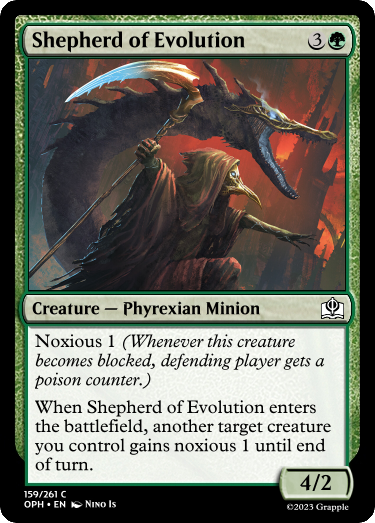 Shepherd of Evolution 3
Creature — Phyrexian Minion
Noxious 1 (Whenever this creature
becomes blocked, defending player gets a
poison counter.)
When Shepherd of Evolution enters
the battlefield, another target creature
you control gains noxious 1 until end
of turn.
4/2
159/261 C
OPH • EN Nino Is
©2023 Grapple